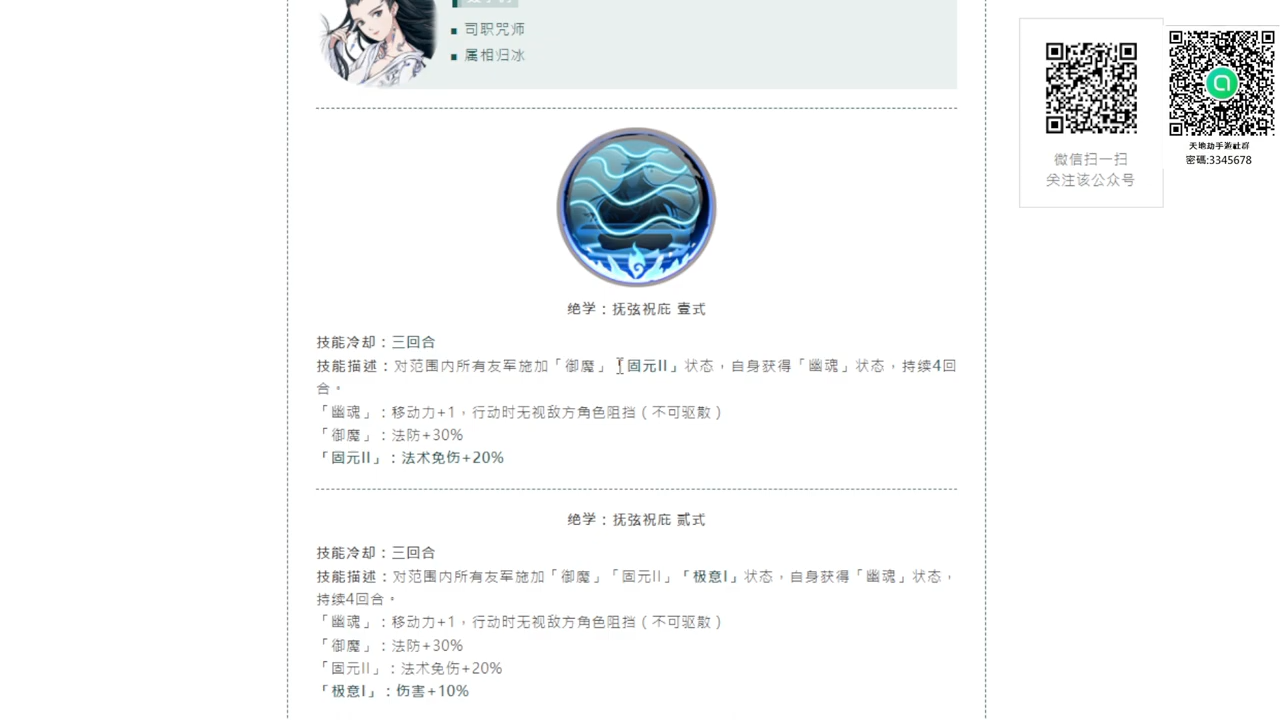 司职咒师
属相归冰
绝学：抚弦祝庇 壹式
技能冷却：三回合
技能描述：对范围内所有友军施加「御魔」「固元II」状态，自身获得「幽魂」状态，持续4回
合。
「幽魂」：移动力+1，行动时无视敌方角色阻挡（不可驱散）
「御魔」：法防+30%
「固元II」：法术免伤+20%
绝学：抚弦祝庇 贰式
技能冷却：三回合
技能描述：对范围内所有友军施加「御魔」「固元II」「极意I」状态，自身获得「幽魂」状态，
持续4回合。
「幽魂」：移动力+1，行动时无视敌方角色阻挡（不可驱散）
「御魔」：法防+30%
「固元II」：法术免伤+20%
「极意I」：伤害+10%
微信扫一扫
关注该公众号
天地劫手游社群
密碼:3345678